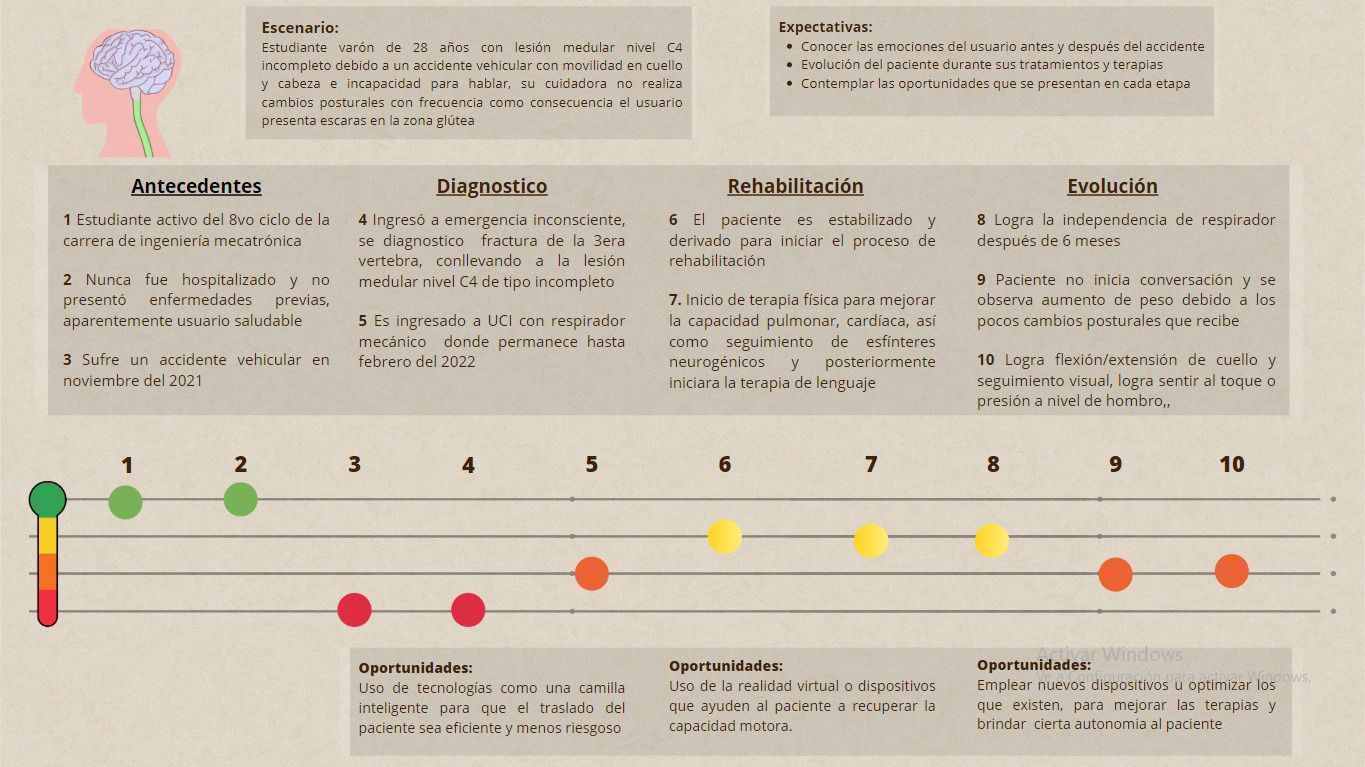 Escenario:
Estudiante varón de 28 años con lesión medular nivel C4
incompleto debido a un accidente vehicular con movilidad en cuello
y cabeza e incapacidad para hablar, su cuidadora no realiza
cambios posturales con frecuencia como consecuencia el usuario
presenta escaras en la zona glútea
Expectativas:
• Conocer las emociones del usuario antes y después del accidente
• Evolución del paciente durante sus tratamientos y terapias
• Contemplar las oportunidades que se presentan en cada etapa
Antecedentes
1 Estudiante activo del 8vo ciclo de la
carrera de ingeniería mecatrónica
2 Nunca fue hospitalizado y no
presentó enfermedades previas,
aparentemente usuario saludable
3 Sufre un accidente vehicular en
noviembre del 2021
Diagnostico
4 Ingresó a emergencia inconsciente,
se diagnostico fractura de la 3era
vertebra, conllevando a la lesión
medular nivel C4 de tipo incompleto
5 Es ingresado a UCI con respirador
mecánico donde permanece hasta
febrero del 2022
Rehabilitación
6 El paciente es estabilizado y
derivado para iniciar el proceso de
rehabilitación
7. Inicio de terapia física para mejorar
la capacidad pulmonar, cardíaca, así
como seguimiento de esfínteres
neurogénicos y posteriormente
iniciara la terapia de lenguaje
Evolución
8 Logra la independencia de respirador
después de 6 meses
9 Paciente no inicia conversación y se
observa aumento de peso debido a los
pocos cambios posturales que recibe
10 Logra flexión/extensión de cuello y
seguimiento visual, logra sentir al toque o
presión a nivel de hombro,,
1 2 3 4 5 6 7 8 9 10
Oportunidades:
Uso de tecnologías como una camilla
inteligente para que el traslado del
paciente sea eficiente y menos riesgoso
Oportunidades:
Uso de la realidad virtual o dispositivos
que ayuden al paciente a recuperar la
capacidad motora.
Oportunidades:
Emplear nuevos dispositivos u optimizar los
que existen, para mejorar las terapias y
brindar cierta autonomia al paciente
Activar Windows
Ve a Configuración para activar Windows.